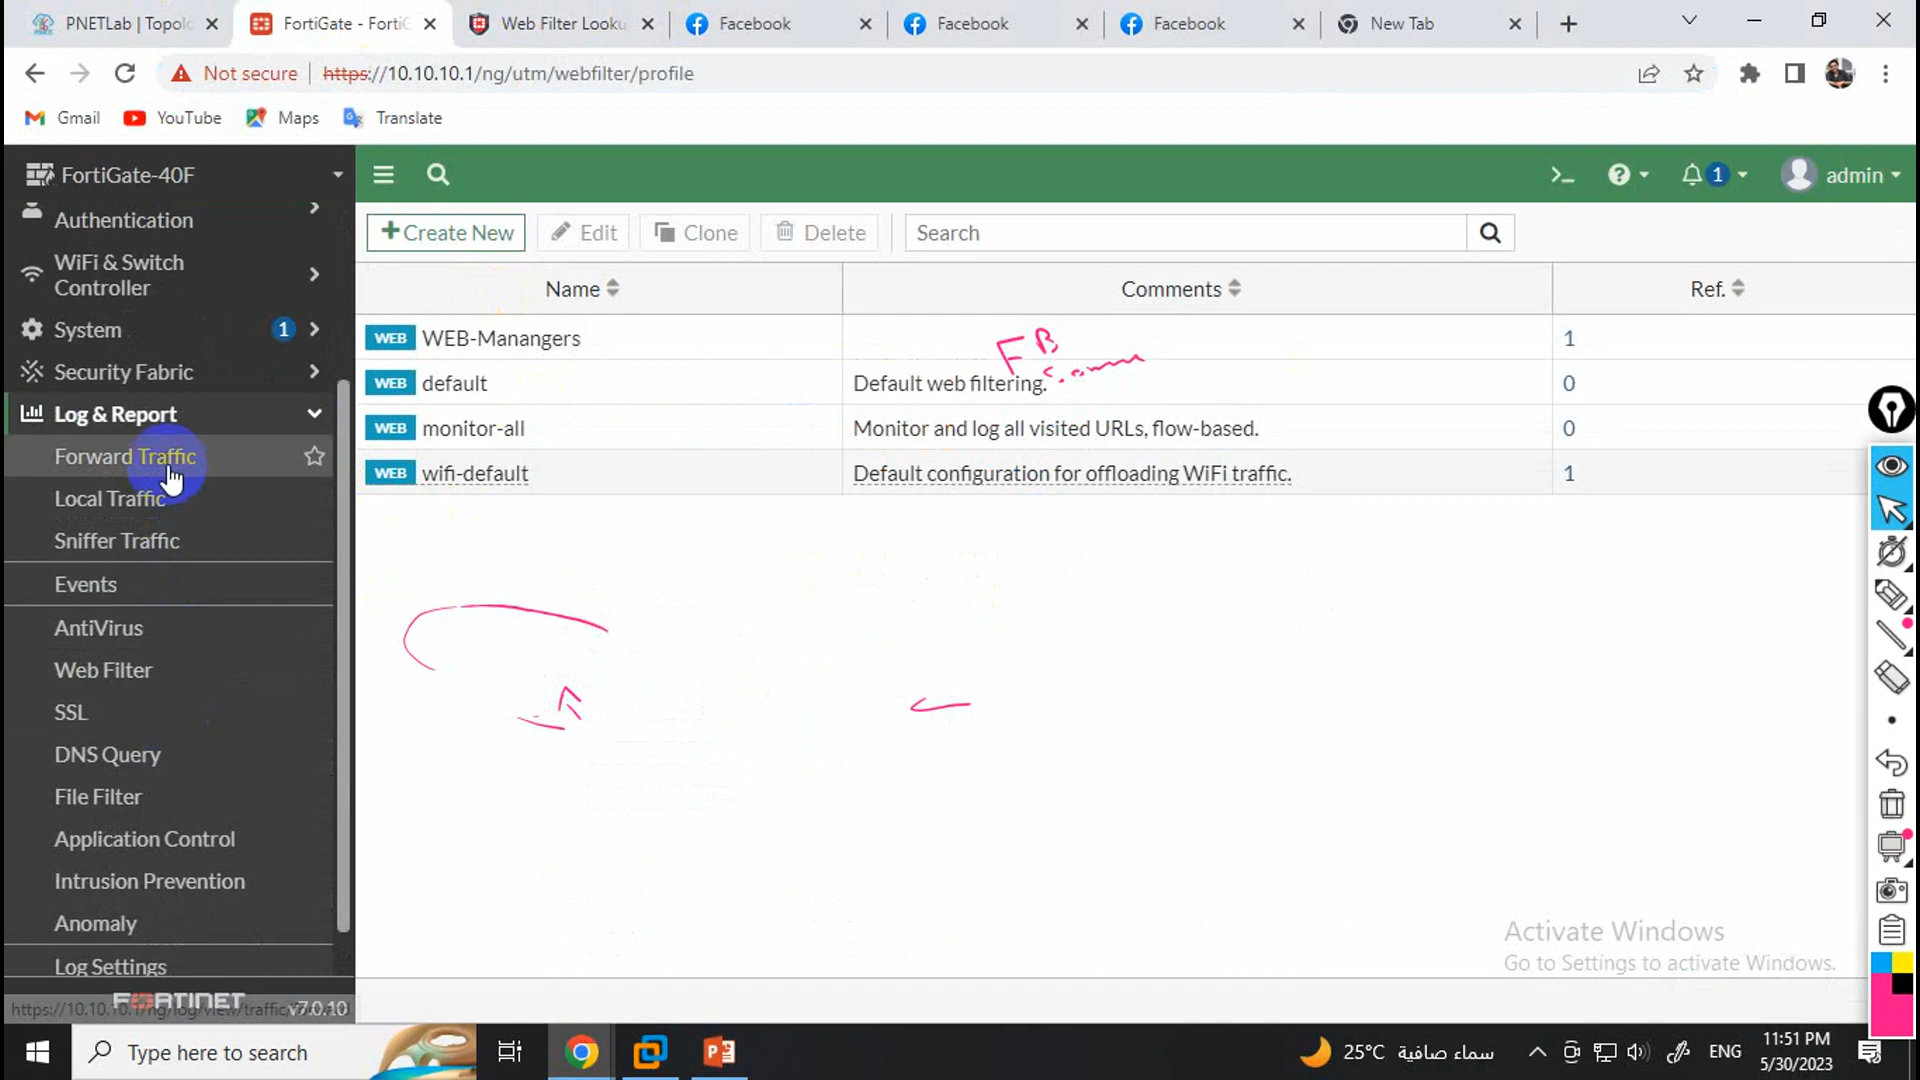 PNETLab | Topolo
FortiGate - FortiG
Web Filter Looku
Facebook
Facebook
Facebook
New Tab
Not secure
https://10.10.10.1/ng/utm/webfilter/profile
Gmail
YouTube
Maps
Translate
FortiGate-40F
1
admin
Authentication
WiFi & Switch
Controller
System
1
Security Fabric
Log & Report
Forward Traffic
Local Traffic
Sniffer Traffic
Events
AntiVirus
Web Filter
SSL
DNS Query
File Filter
Application Control
Intrusion Prevention
Anomaly
Log Settings
FORTINET
v7.0.10
Create New
Edit
Clone
Delete
Search
Name
Comments
Ref.
WEB WEB-Manangers 1
FB
WEB default Default web filtering. 0
WEB monitor-all Monitor and log all visited URLs, flow-based. 0
WEB wifi-default Default configuration for offloading WiFi traffic. 1
Activate Windows
Go to Settings to activate Windows.
Type here to search
25°C سماء صافية
ENG
11:51 PM
5/30/2023